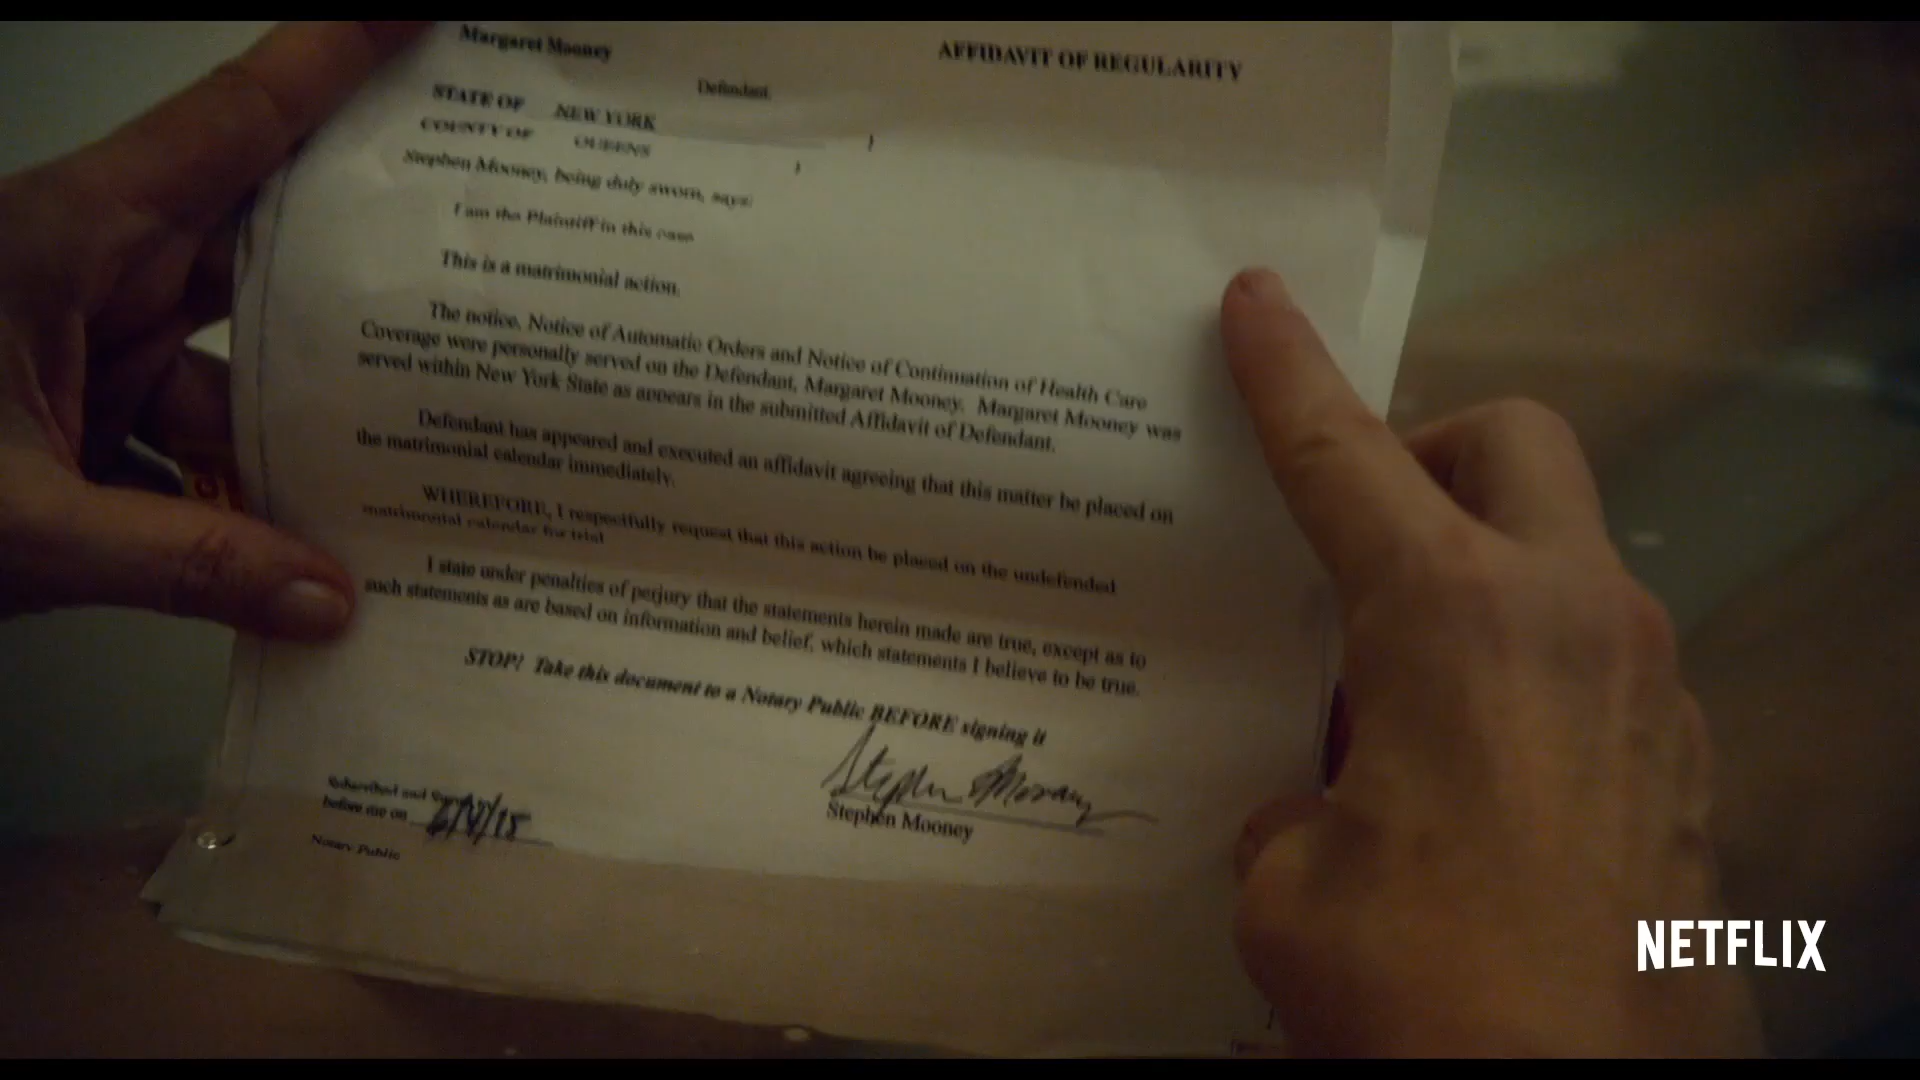 Margaret Mooney
AFFIDAVIT OF REGULARITY
Defendant.
STATE OF NEW YORK
COUNTY OF QUEENS }
}
Stephen Mooney, being duly sworn, says:
I am the Plaintiff in this case
This is a matrimonial action.
The notice, Notice of Automatic Orders and Notice of Continuation of Health Care
Coverage were personally served on the Defendant, Margaret Mooney. Margaret Mooney was
served within New York State as appears in the submitted Affidavit of Defendant.
Defendant has appeared and executed an affidavit agreeing that this matter be placed on
the matrimonial calendar immediately.
WHEREFORE, I respectfully request that this action be placed on the undefended
matrimonial calendar for trial
I state under penalties of perjury that the statements herein made are true, except as to
such statements as are based on information and belief, which statements I believe to be true.
STOP! Take this document to a Notary Public BEFORE signing it
Stephen Mooney
Stephen Mooney
Subscribed and
before me on
Notary Public
NETFLIX